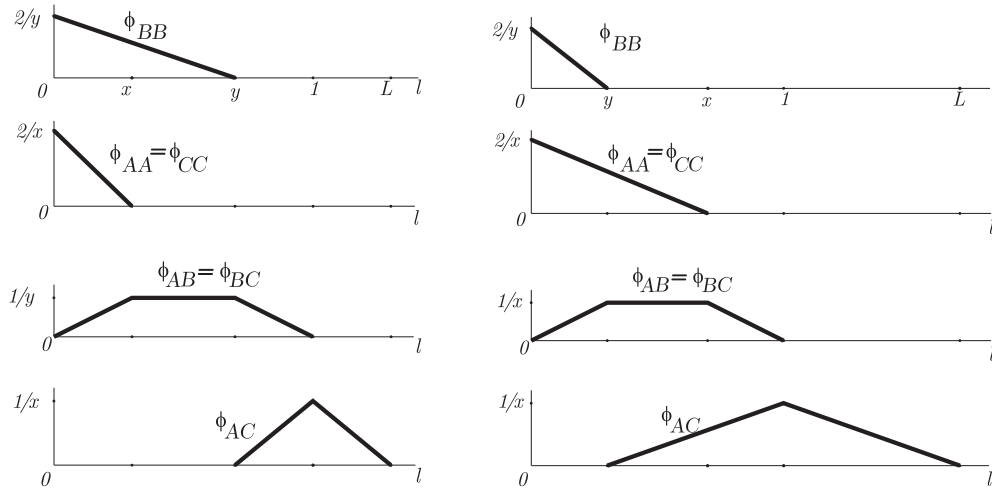 2/y ϕBB
0 x y 1 L l
2/x ϕAA=ϕCC
0 l
ϕAB=ϕBC
1/y
0 l
1/x
ϕAC
0 l
2/y ϕBB
0 y x 1 L
2/x ϕAA=ϕCC
0 l
ϕAB=ϕBC
1/x
0 l
1/x
ϕAC
0 l